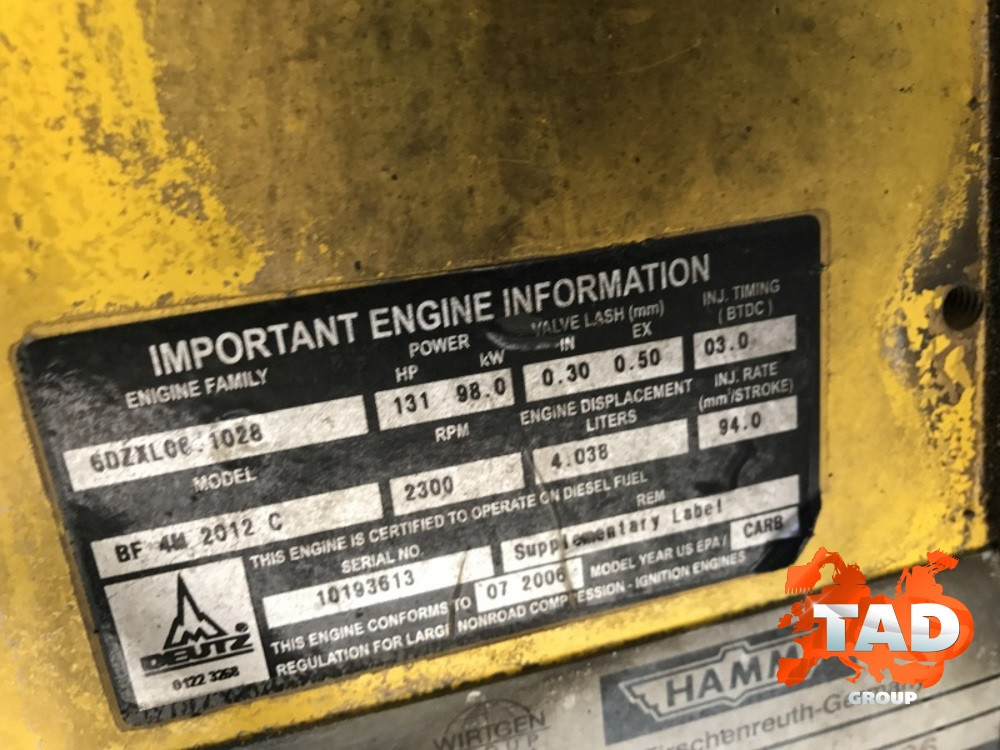 IMPORTANT ENGINE INFORMATION
ENIGINE FAMILY
POWER
HP kW
VALVE LASH (mm)
IN EX
INJ. TIMING
( BTDC )
6DZXL06.1028
131 98.0
0.30 0.50
03.0
MODEL
RPM
ENGINE DISPLACEMENT
LITERS
INJ. RATE
(mm³/STROKE)
BF 4M 2012 C
2300
4.038
94.0
THIS ENGINE IS CERTIFIED TO OPERATE ON DIESEL FUEL
SERIAL NO.
REM
10193613
Supplementary Label
THIS ENGINE CONFORMS TO 07 2006 MODEL YEAR US EPA / CARB
REGULATION FOR LARGE NONROAD COMPRESSION - IGNITION ENGINES
DEUTZ
0122 3268
WIRTGEN
HAMM
TAD
GROUP